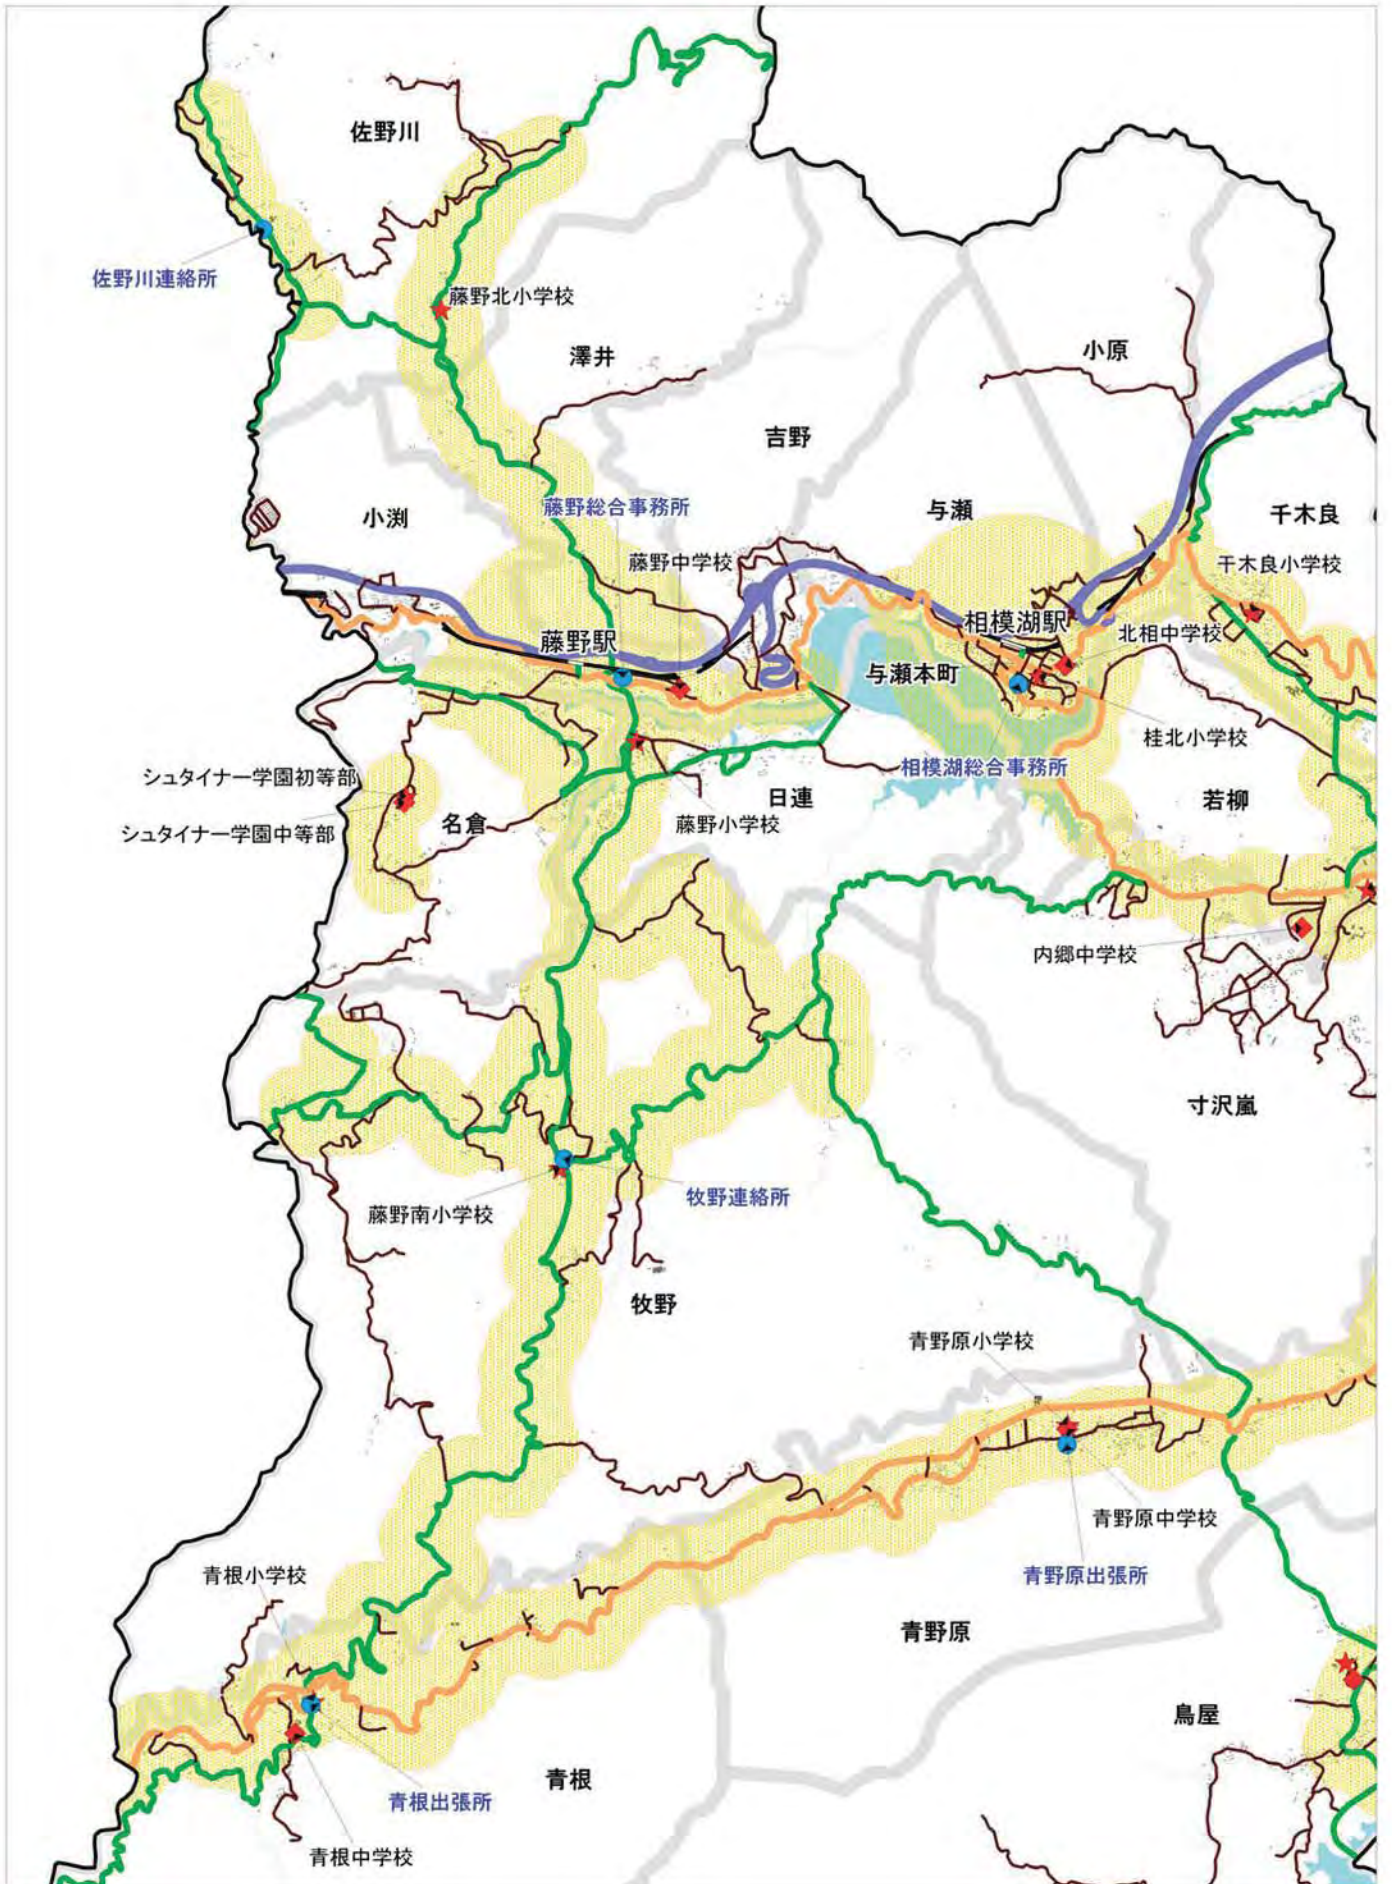 佐野川
佐野川連絡所
藤野北小学校
澤井
小原
吉野
小渕
藤野総合事務所
与瀬
千木良
藤野中学校
千木良小学校
藤野駅
相模湖駅
北相中学校
与瀬本町
桂北小学校
相模湖総合事務所
シュタイナー学園初等部
日連
若柳
シュタイナー学園中等部
名倉
藤野小学校
内郷中学校
寸沢嵐
牧野連絡所
藤野南小学校
牧野
青野原小学校
青野原中学校
青根小学校
青野原出張所
青野原
鳥屋
青根
青根出張所
青根中学校